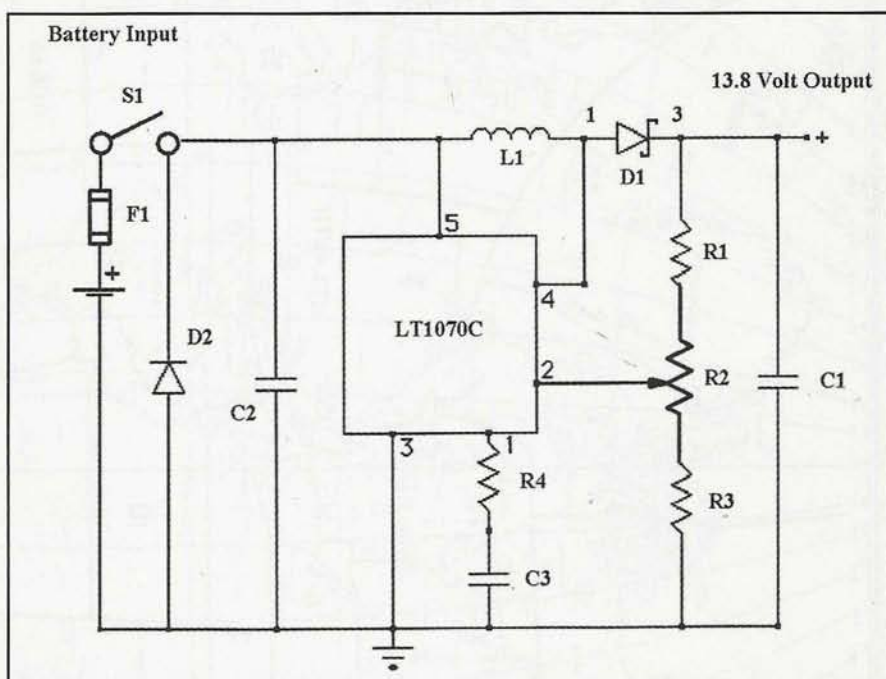 Battery Input
13.8 Volt Output
S1
1
3
+
L1
D1
F1
5
R1
+
4
D2
LT1070C
2
R2
C1
C2
3
1
R4
R3
C3